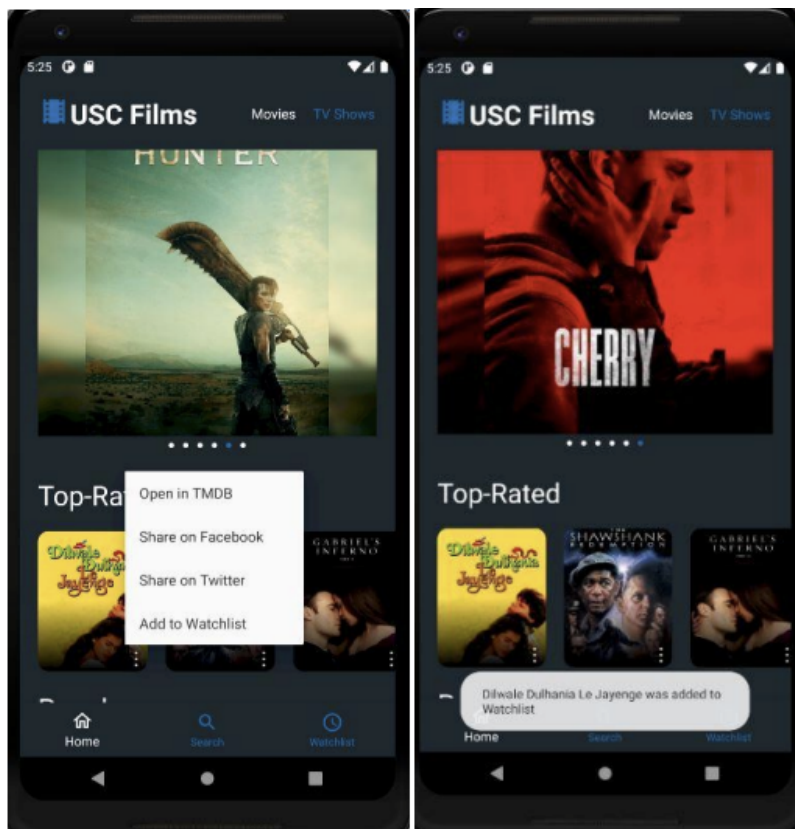 5:25
USC Films
Movies
TV Shows
HUNTER
Open in TMDB
Share on Facebook
Share on Twitter
Add to Watchlist
Top-Ra
Dilwale
Dulhania
Jayenge
GABRIEL'S
INFERNO
Home
Search
Watchlist
5:25
USC Films
Movies
TV Shows
CHERRY
Top-Rated
Dilwale
Dulhania
Jayenge
THE
SHAWSHANK
REDEMPTION
GABRIEL'S
INFERNO
Dilwale Dulhania Le Jayenge was added to
Watchlist
Home
Search
Watchlist